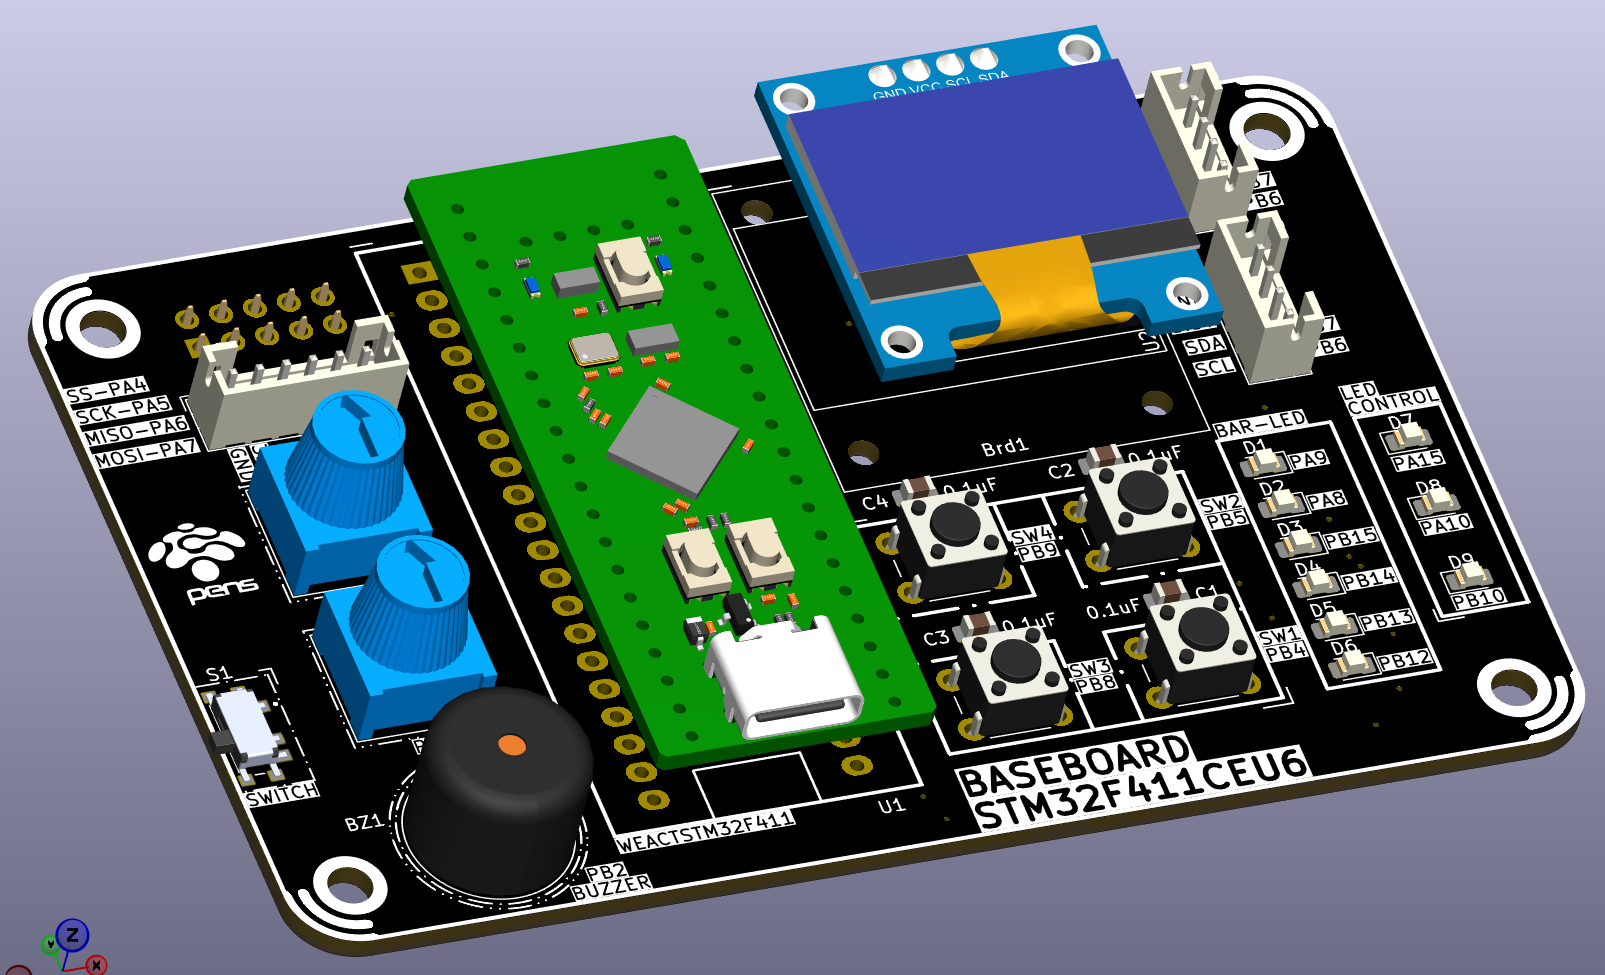 GND VCC SCL SDA
SS-PA4
SCK-PA5
MISO-PA6
MOSI-PA7
GND
pens
S1
SWITCH
BZ1
PB2
BUZZER
WEACTSTM32F411
U1
Brd1
B6
SDA
SCL
B6
C4
0.1uF
SW4
PB9
C2
0.1uF
SW2
PB5
C3
0.1uF
SW3
PB8
0.1uF
C1
SW1
PB4
BAR-LED
D1
PA9
D2
PA8
D3
PB15
D4
PB14
D5
PB13
D6
PB12
LED
CONTROL
D7
PA15
D8
PA10
D9
PB10
BASEBOARD
STM32F411CEU6
Z
Y
X